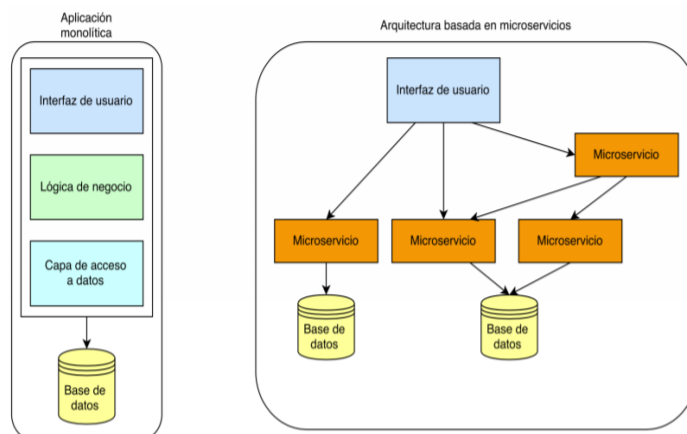 Aplicación
monolítica
Interfaz de usuario
Lógica de negocio
Capa de acceso
a datos
Base de
datos
Arquitectura basada en microservicios
Interfaz de usuario
Microservicio
Microservicio
Microservicio
Microservicio
Base de
datos
Base de
datos